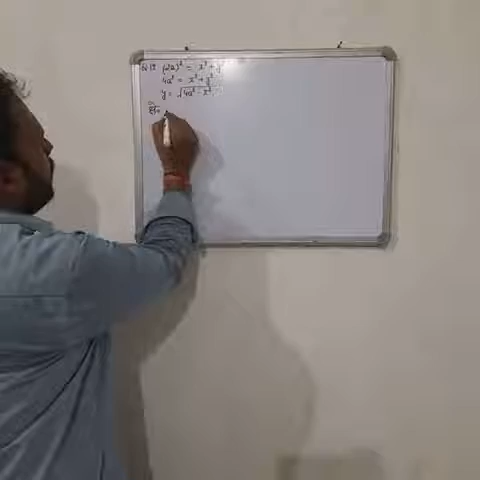 (2a)² = x² + y²
4a² = x² + y²
y = √4a² - x²